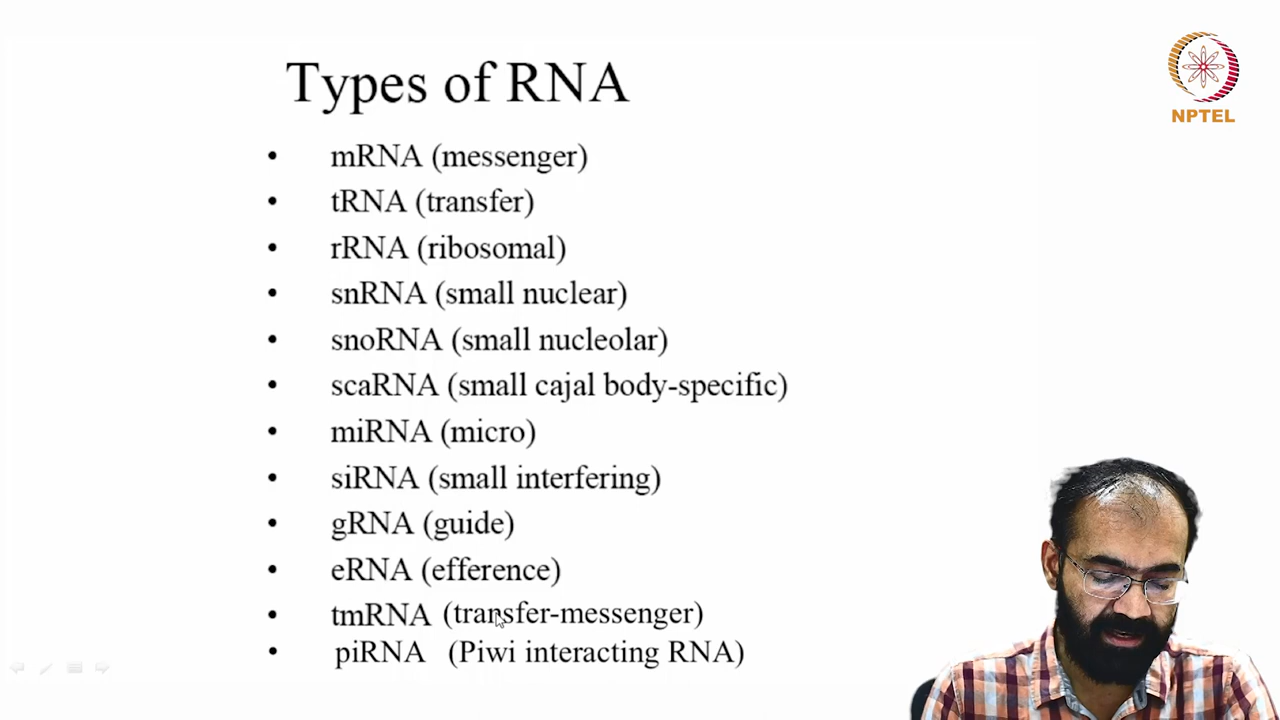 Types of RNA
NPTEL
• mRNA (messenger)
• tRNA (transfer)
• rRNA (ribosomal)
• snRNA (small nuclear)
• snoRNA (small nucleolar)
• scaRNA (small cajal body-specific)
• miRNA (micro)
• siRNA (small interfering)
• gRNA (guide)
• eRNA (efference)
• tmRNA (transfer-messenger)
• piRNA (Piwi interacting RNA)